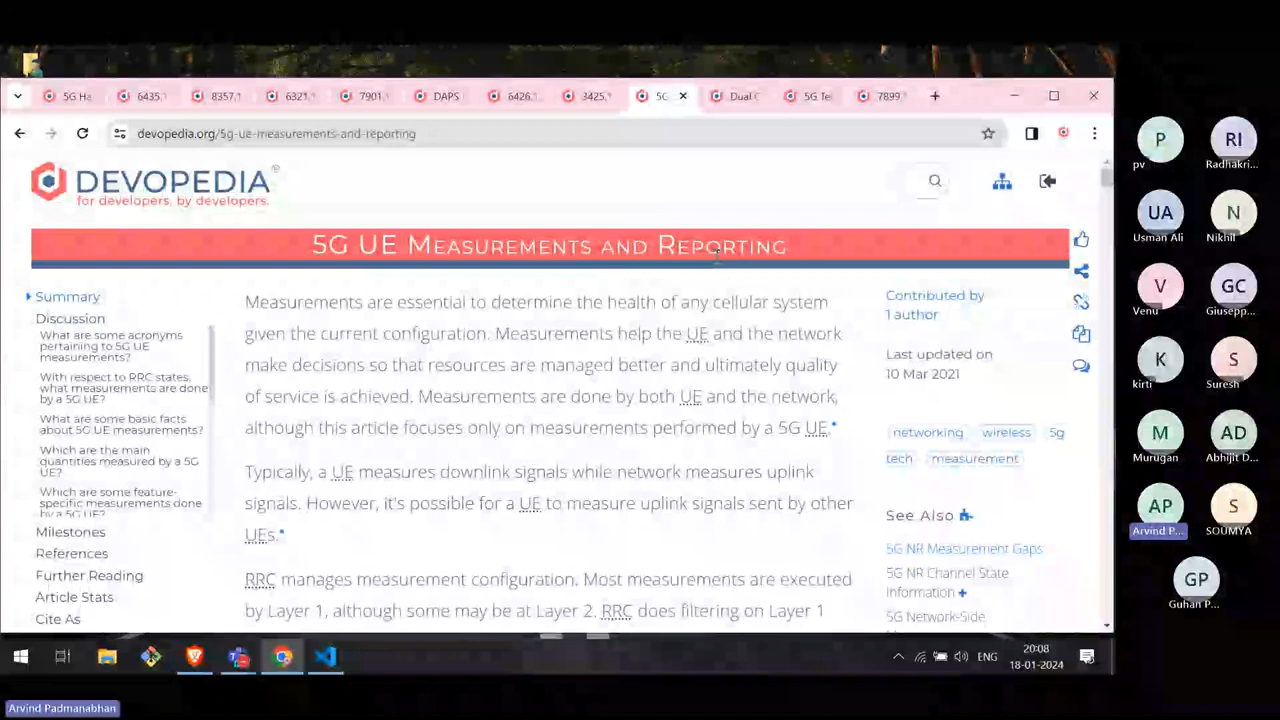 5G Ha
6435.1
8357.1
6321.1
7901.1
DAPS
6426.1
3425.1
5G
Dual C
5G Te
7899
devopedia.org/5g-ue-measurements-and-reporting
DEVOPEDIA®
for developers. by developers.
5G UE Measurements and Reporting
Summary
Discussion
What are some acronyms
pertaining to 5G UE
measurements?
With respect to RRC states,
what measurements are done
by a 5G UE?
What are some basic facts
about 5G UE measurements?
Which are the main
quantities measured by a 5G
UE?
Which are some feature-
specific measurements done
by a 5G UE?
Milestones
References
Further Reading
Article Stats
Cite As
Measurements are essential to determine the health of any cellular system
given the current configuration. Measurements help the UE and the network
make decisions so that resources are managed better and ultimately quality
of service is achieved. Measurements are done by both UE and the network,
although this article focuses only on measurements performed by a 5G UE.
Typically, a UE measures downlink signals while network measures uplink
signals. However, it's possible for a UE to measure uplink signals sent by other
UEs.
RRC manages measurement configuration. Most measurements are executed
by Layer 1, although some may be at Layer 2. RRC does filtering on Layer 1
Contributed by
1 author
Last updated on
10 Mar 2021
networking wireless 5g
tech measurement
See Also
5G NR Measurement Gaps
5G NR Channel State
Information +
5G Network-Side
ENG
20:08
18-01-2024
P
pv
RI
Radhakri...
UA
Usman Ali
N
Nikhil
V
Venu
GC
Giusepp...
K
kirti
S
Suresh
M
Murugan
AD
Abhijit D...
AP
Arvind P...
S
SOUMYA
GP
Guhan P...
Arvind Padmanabhan